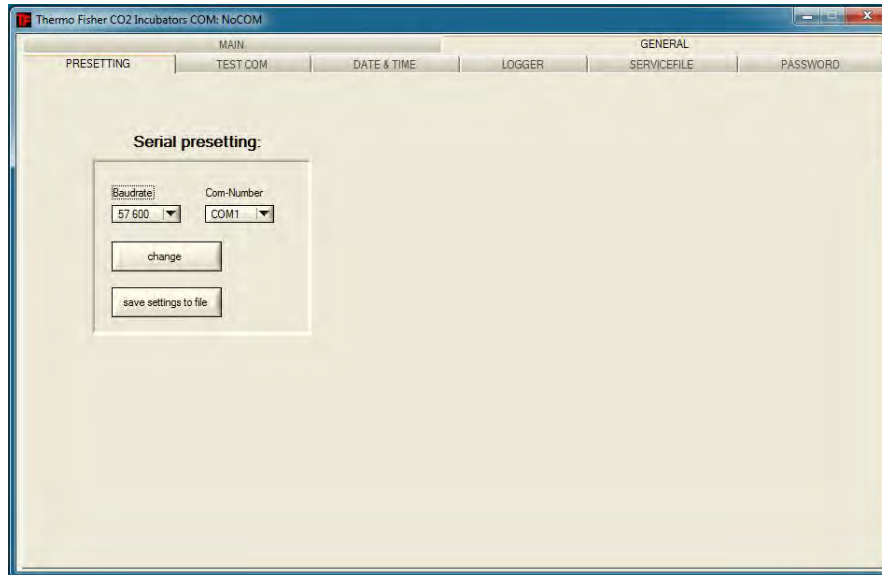 TF Thermo Fisher CO2 Incubators COM: NoCOM
MAIN GENERAL
PRESETTING TEST COM DATE & TIME LOGGER SERVICEFILE PASSWORD
Serial presetting:
Baudrate Com-Number
57 600 COM1
change
save settings to file